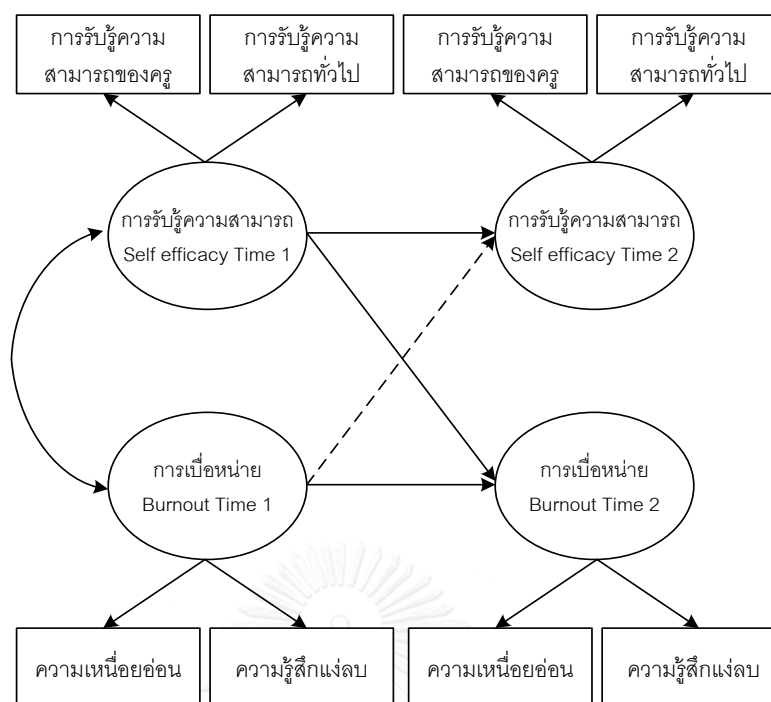 การรับรู้ความ
สามารถของครู
การรับรู้ความ
สามารถทั่วไป
การรับรู้ความ
สามารถของครู
การรับรู้ความ
สามารถทั่วไป
การรับรู้ความสามารถ
Self efficacy Time 1
การรับรู้ความสามารถ
Self efficacy Time 2
การเบื่อหน่าย
Burnout Time 1
การเบื่อหน่าย
Burnout Time 2
ความเหนื่อยอ่อน
ความรู้สึกแง่ลบ
ความเหนื่อยอ่อน
ความรู้สึกแง่ลบ